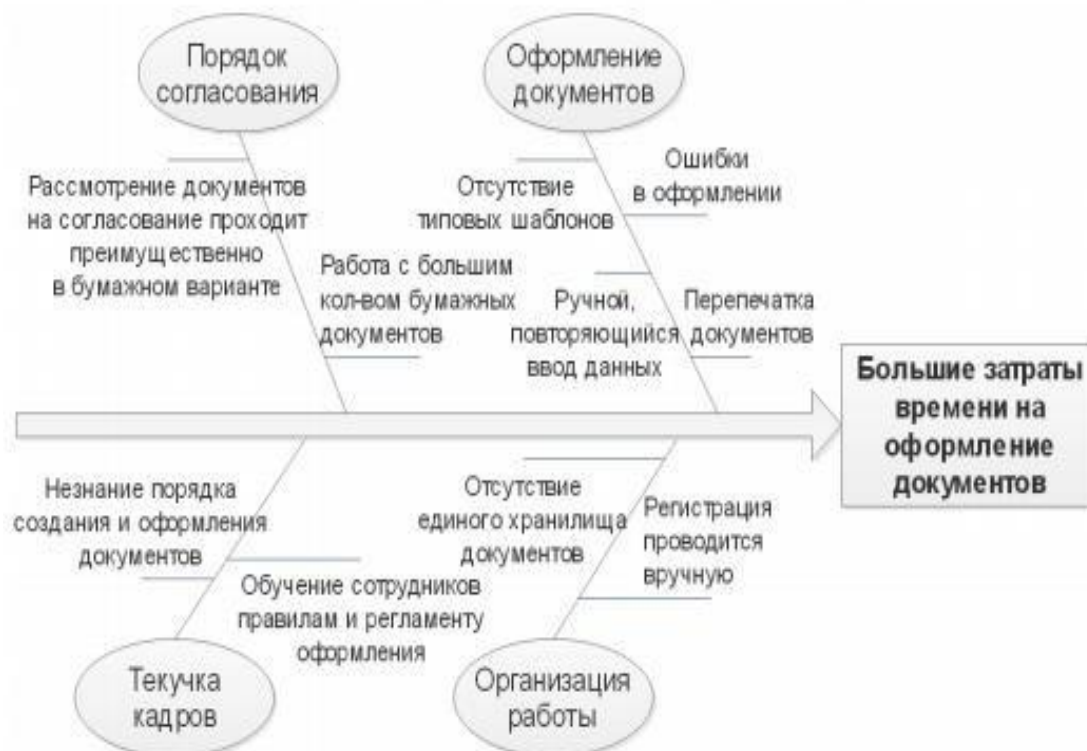 Порядок
согласования
Оформление
документов
Рассмотрение документов
на согласование проходит
преимущественно
в бумажном варианте
Работа с большим
кол-вом бумажных
документов
Отсутствие
типовых шаблонов
Ошибки
в оформлении
Ручной,
повторяющийся
ввод данных
Перепечатка
документов
Большие затраты
времени на
оформление
документов
Незнание порядка
создания и оформления
документов
Обучение сотрудников
правилам и регламенту
оформления
Отсутствие
единого хранилища
документов
Регистрация
проводится
вручную
Текучка
кадров
Организация
работы